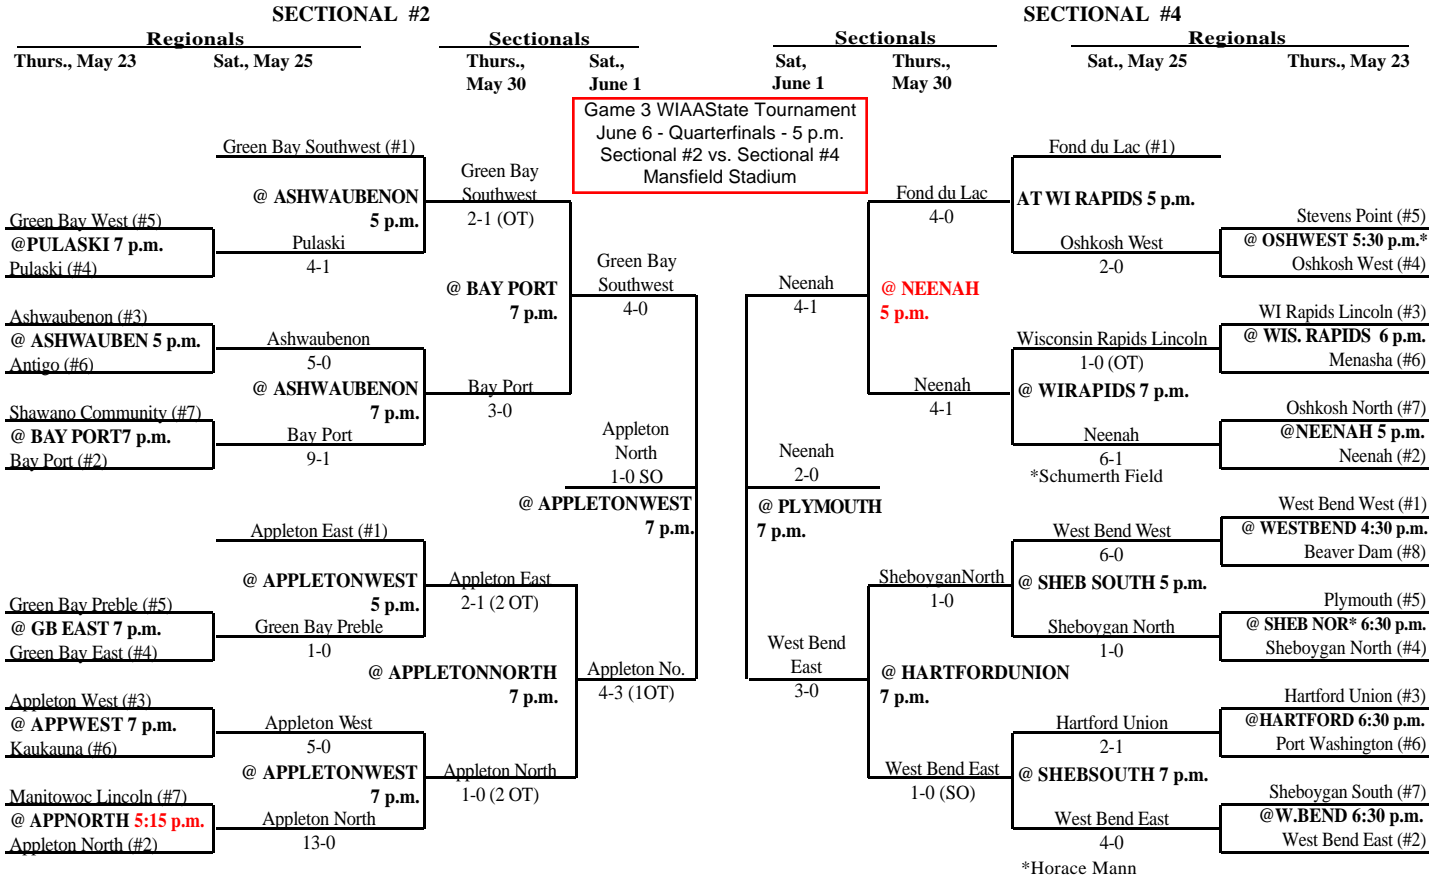 SECTIONAL #2
SECTIONAL #4
Regionals
Sectionals
Sectionals
Regionals
Thurs., May 23
Sat., May 25
Thurs.,
May 30
Sat.,
June 1
Sat,
June 1
Thurs.,
May 30
Sat., May 25
Thurs., May 23
Game 3 WIAAState Tournament
June 6 - Quarterfinals - 5 p.m.
Sectional #2 vs. Sectional #4
Mansfield Stadium
Green Bay West (#5)
@PULASKI 7 p.m.
Pulaski (#4)
Ashwaubenon (#3)
@ ASHWAUBEN 5 p.m.
Antigo (#6)
Shawano Community (#7)
@ BAY PORT7 p.m.
Bay Port (#2)
Green Bay Preble (#5)
@ GB EAST 7 p.m.
Green Bay East (#4)
Appleton West (#3)
@ APPWEST 7 p.m.
Kaukauna (#6)
Manitowoc Lincoln (#7)
@ APPNORTH 5:15 p.m.
Appleton North (#2)
Green Bay Southwest (#1)
@ ASHWAUBENON
5 p.m.
Pulaski
4-1
Ashwaubenon
5-0
@ ASHWAUBENON
7 p.m.
Bay Port
9-1
Appleton East (#1)
@ APPLETONWEST
5 p.m.
Green Bay Preble
1-0
Appleton West
5-0
@ APPLETONWEST
7 p.m.
Appleton North
13-0
Green Bay
Southwest
2-1 (OT)
@ BAY PORT
7 p.m.
Bay Port
3-0
Appleton East
2-1 (2 OT)
@ APPLETONNORTH
7 p.m.
Appleton North
1-0 (2 OT)
Green Bay
Southwest
4-0
Appleton
North
1-0 SO
@ APPLETONWEST
7 p.m.
Appleton No.
4-3 (1OT)
Neenah
4-1
Neenah
2-0
@ PLYMOUTH
7 p.m.
West Bend
East
3-0
Fond du Lac
4-0
@ NEENAH
5 p.m.
Neenah
4-1
SheboyganNorth
1-0
@ HARTFORDUNION
7 p.m.
West Bend East
1-0 (SO)
Fond du Lac (#1)
AT WI RAPIDS 5 p.m.
Oshkosh West
2-0
Wisconsin Rapids Lincoln
1-0 (OT)
@ WIRAPIDS 7 p.m.
Neenah
6-1
*Schumerth Field
West Bend West
6-0
@ SHEB SOUTH 5 p.m.
Sheboygan North
1-0
Hartford Union
2-1
@ SHEBSOUTH 7 p.m.
West Bend East
4-0
*Horace Mann
Stevens Point (#5)
@ OSHWEST 5:30 p.m.*
Oshkosh West (#4)
WI Rapids Lincoln (#3)
@ WIS. RAPIDS 6 p.m.
Menasha (#6)
Oshkosh North (#7)
@NEENAH 5 p.m.
Neenah (#2)
West Bend West (#1)
@ WESTBEND 4:30 p.m.
Beaver Dam (#8)
Plymouth (#5)
@ SHEB NOR* 6:30 p.m.
Sheboygan North (#4)
Hartford Union (#3)
@HARTFORD 6:30 p.m.
Port Washington (#6)
Sheboygan South (#7)
@W.BEND 6:30 p.m.
West Bend East (#2)